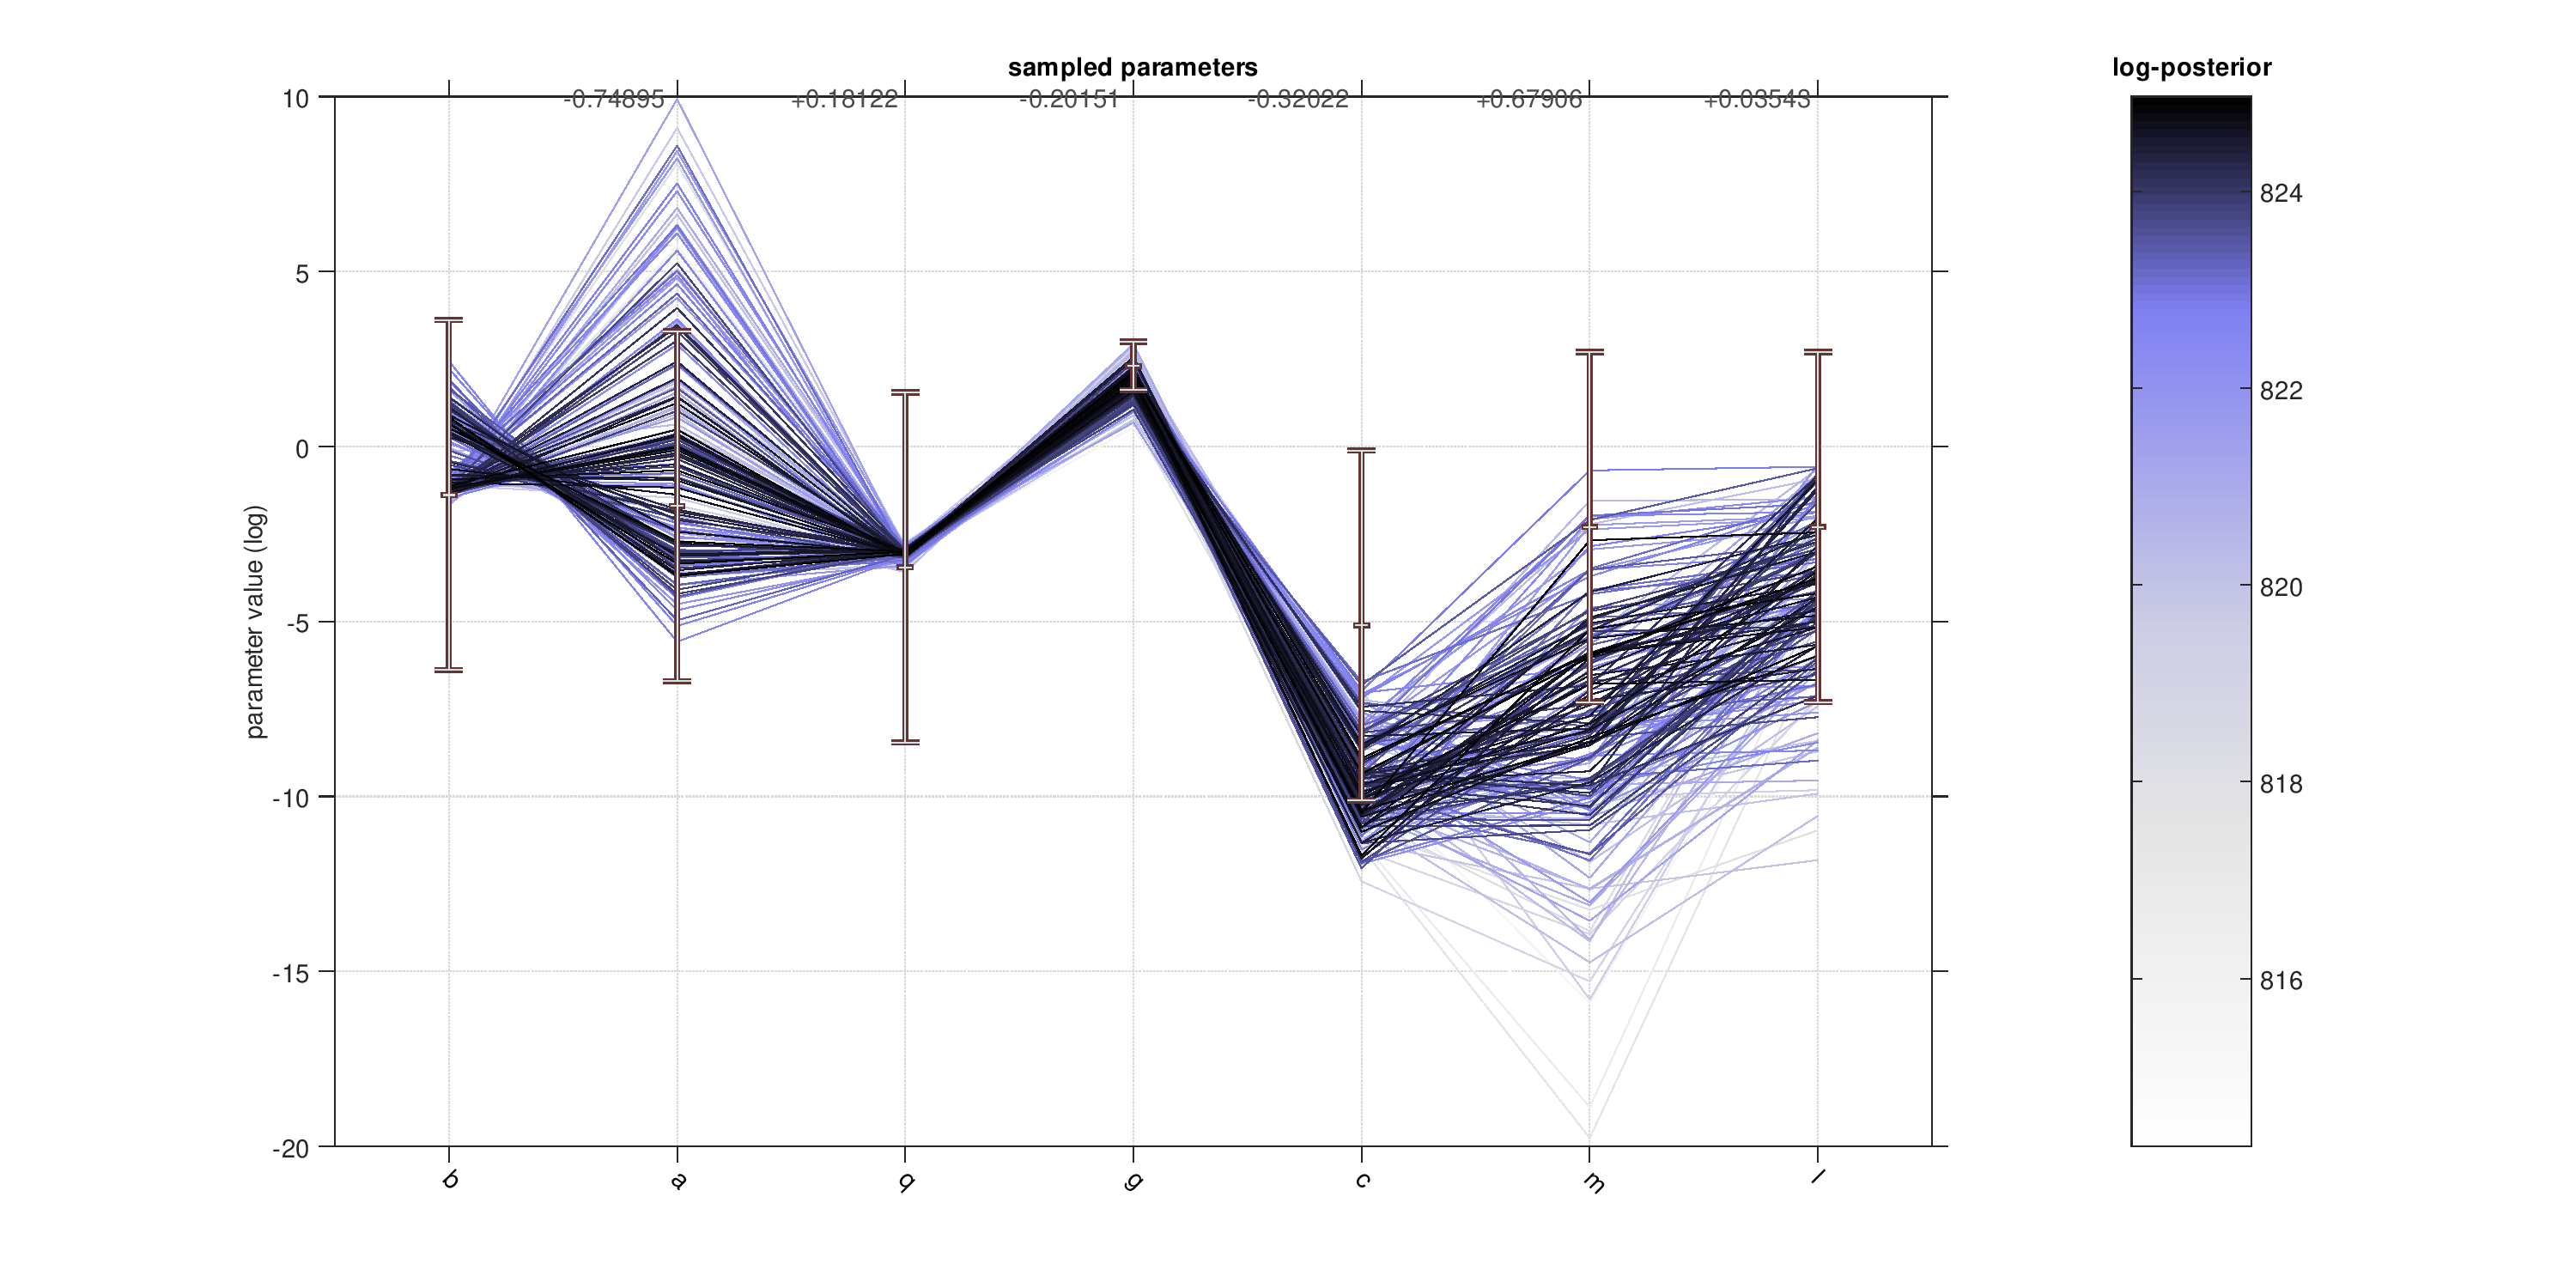 sampled parameters
log-posterior
-0.74895
+0.18122
-0.20151
-0.32022
+0.67906
+0.03543
10
5
0
-5
-10
-15
-20
parameter value (log)
b
a
q
g
c
m
l
824
822
820
818
816